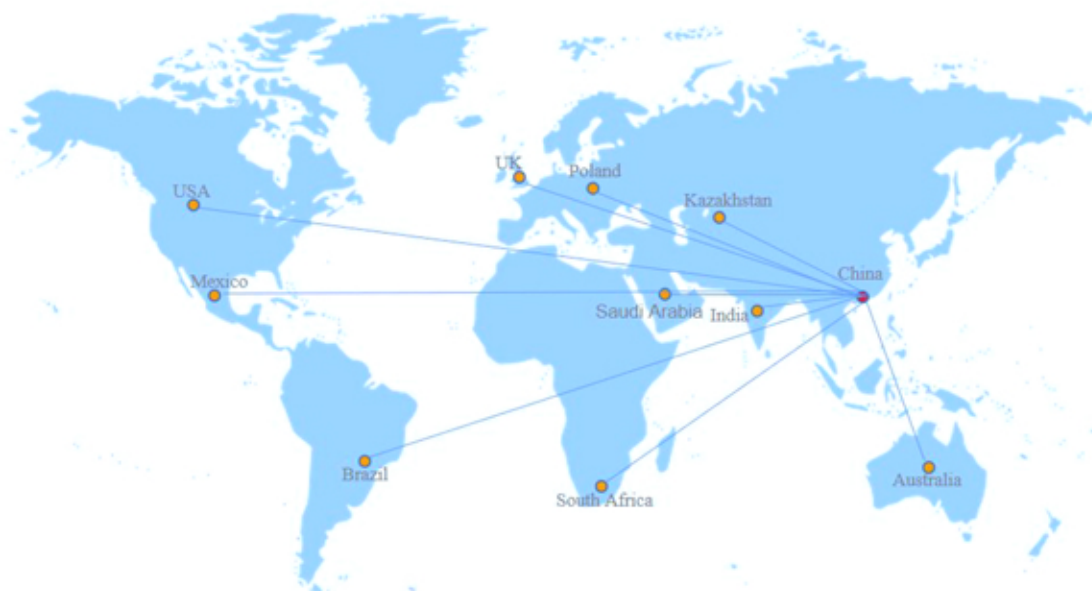 UK
Poland
USA
Kazakhstan
China
Mexico
Saudi Arabia
India
Brazil
Australia
South Africa